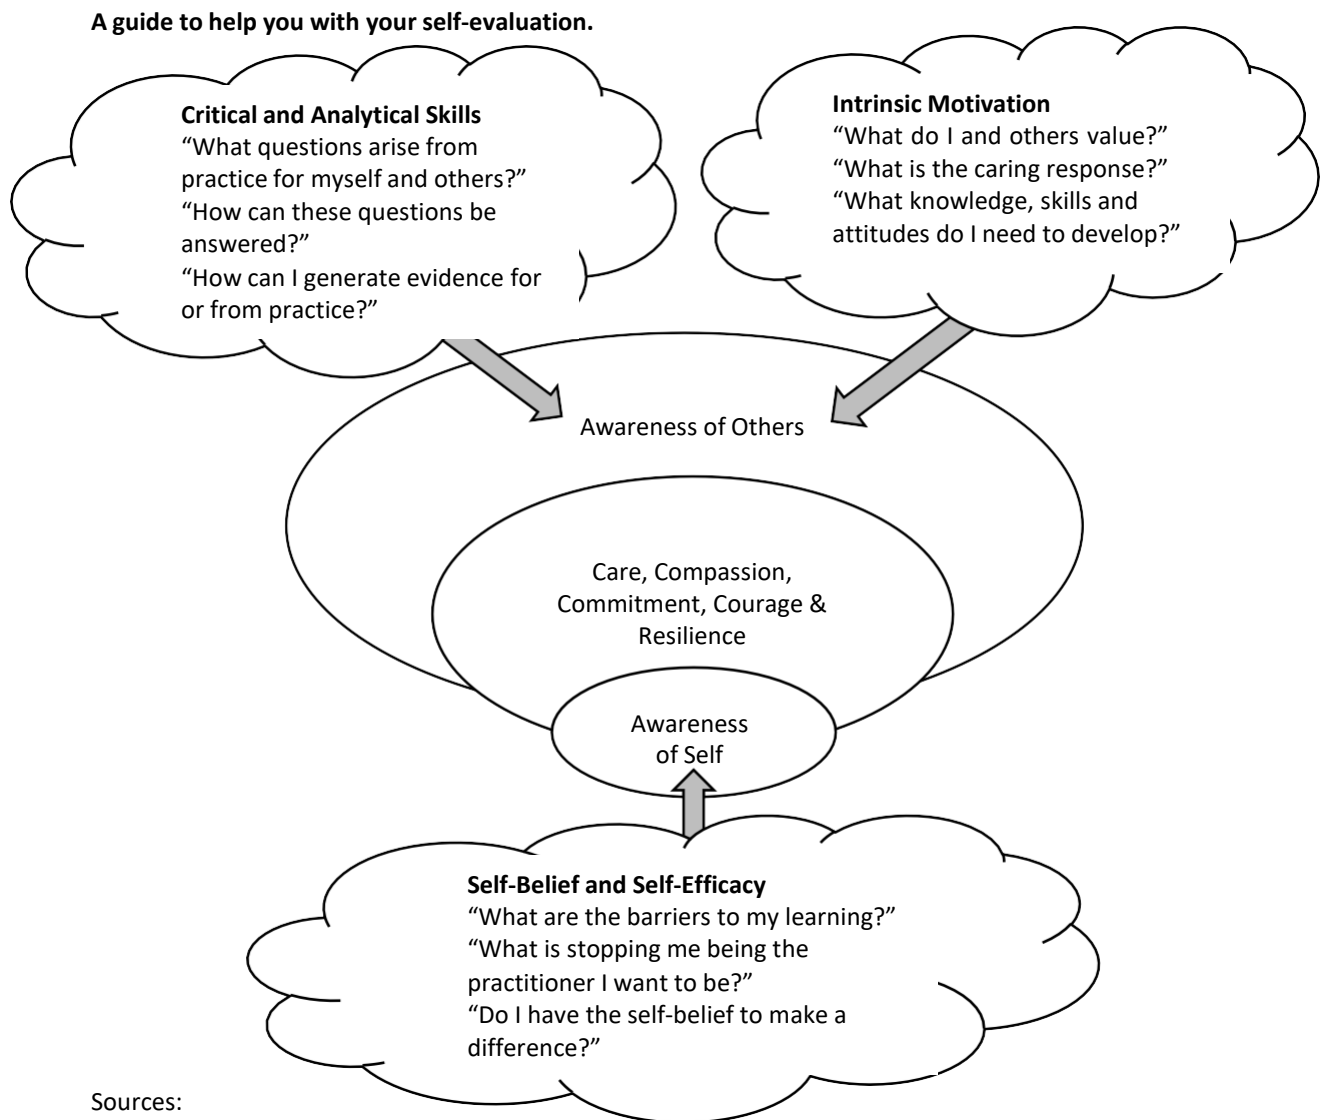 A guide to help you with your self-evaluation.
Critical and Analytical Skills
“What questions arise from
practice for myself and others?”
“How can these questions be
answered?”
“How can I generate evidence for
or from practice?”
Intrinsic Motivation
“What do I and others value?”
“What is the caring response?”
“What knowledge, skills and
attitudes do I need to develop?”
Awareness of Others
Care, Compassion,
Commitment, Courage &
Resilience
Awareness
of Self
Self-Belief and Self-Efficacy
“What are the barriers to my learning?”
“What is stopping me being the
practitioner I want to be?”
“Do I have the self-belief to make a
difference?”
Sources: